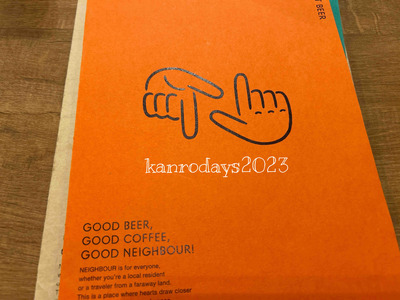 BEER.
kanrodays2023
GOOD BEER,
GOOD COFFEE,
GOOD NEIGHBOUR!
NEIGHBOUR is for everyone,
whether you're a local resident
or a traveler from a faraway land.
This is a place where hearts draw closer